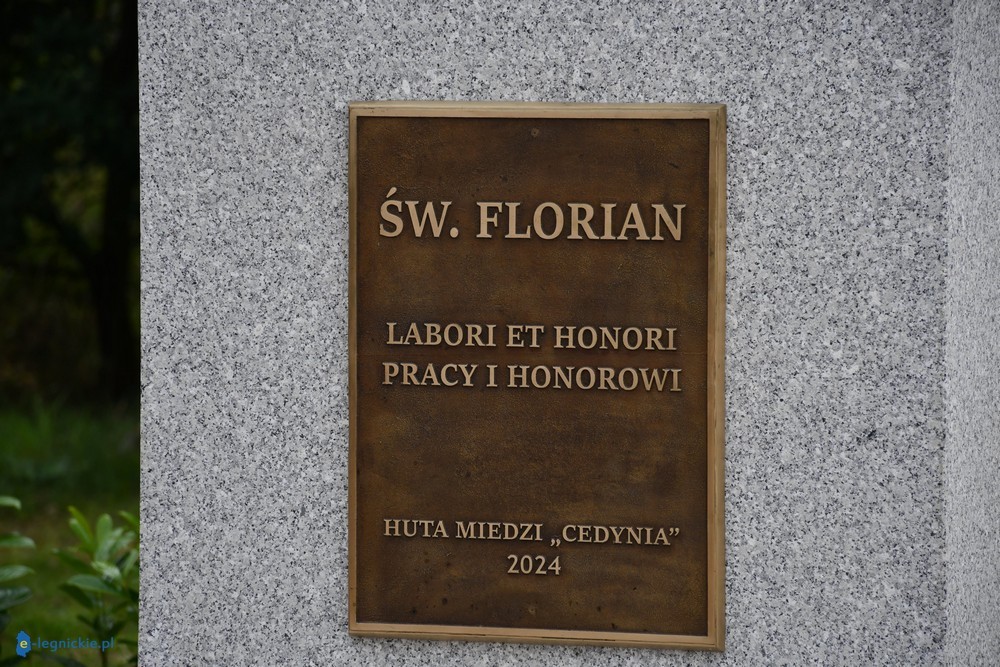 ŚW. FLORIAN
LABORI ET HONORI
PRACY I HONOROWI
HUTA MIEDZI „CEDYNIA”
2024
e-legnickie.pl